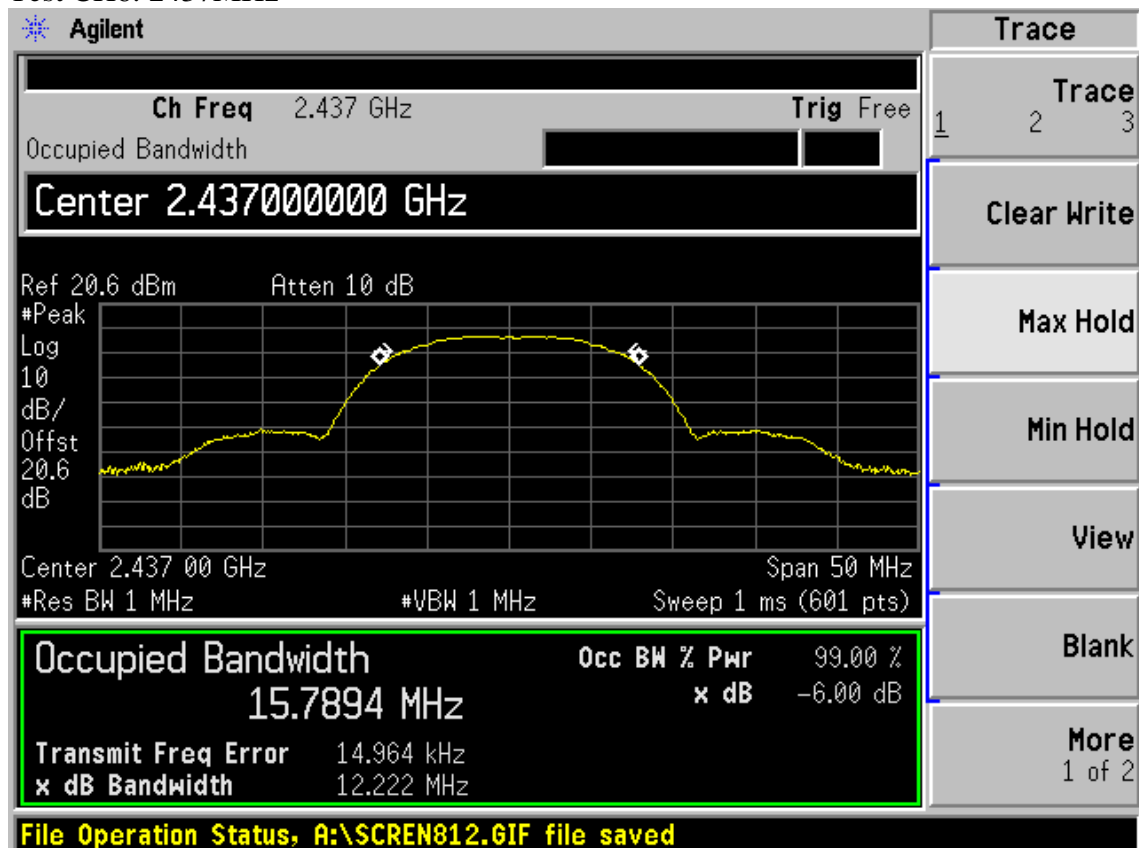 Agilent
Trace
Ch Freq 2.437 GHz Trig Free
Occupied Bandwidth
Center 2.437000000 GHz
Ref 20.6 dBm Atten 10 dB
#Peak
Log
10
dB/
Offst
20.6
dB
Center 2.437 00 GHz Span 50 MHz
#Res BW 1 MHz #VBW 1 MHz Sweep 1 ms (601 pts)
Occupied Bandwidth Occ BW % Pwr 99.00 %
15.7894 MHz x dB -6.00 dB
Transmit Freq Error 14.964 kHz
x dB Bandwidth 12.222 MHz
File Operation Status, A:\SCREN812.GIF file saved
Trace
1 2 3
Clear Write
Max Hold
Min Hold
View
Blank
More
1 of 2